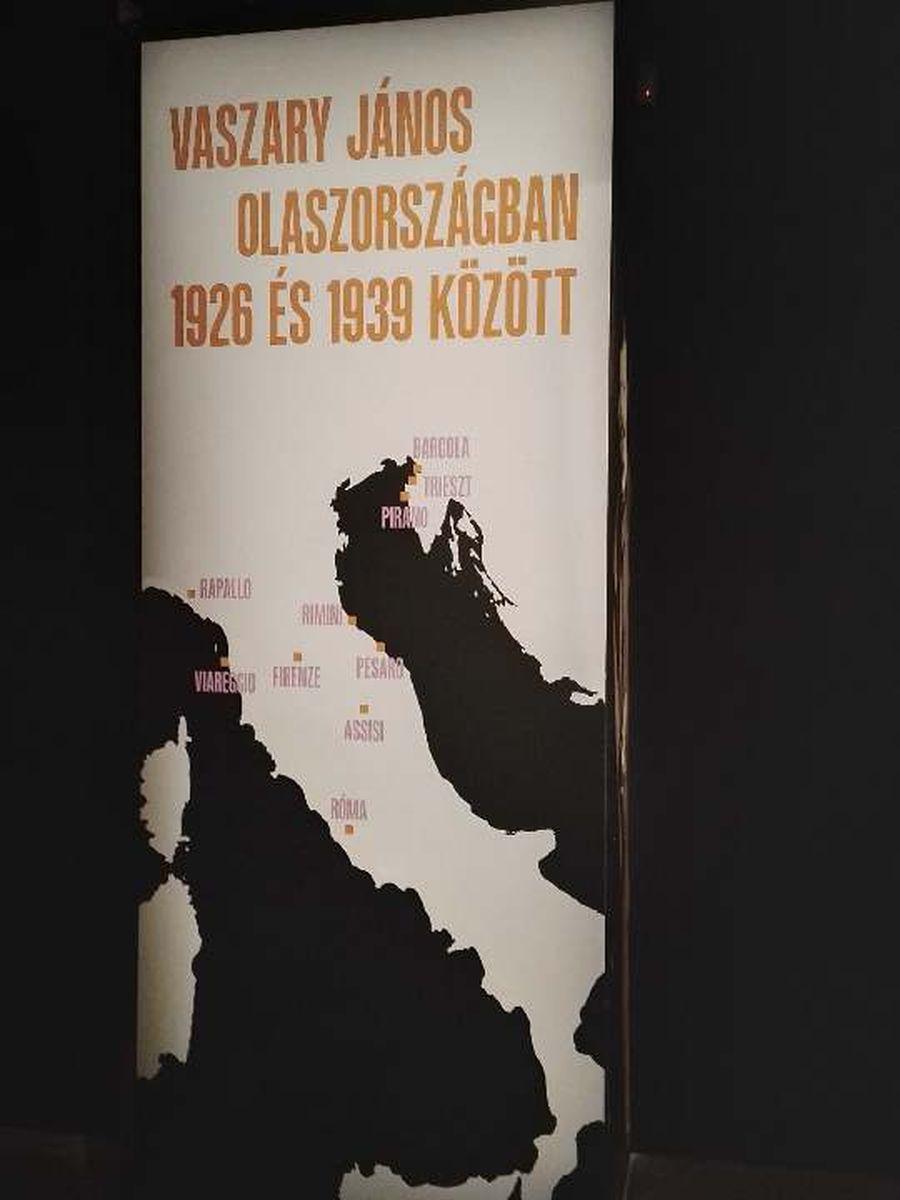 VASZARY JÁNOS
OLASZORSZÁGBAN
1926 ÉS 1939 KÖZÖTT
BARCOLA
TRIESZT
PIRANO
RAPALLO
RIMINI
VIAREGGIO
FIRENZE
PESARO
ASSISI
RÓMA